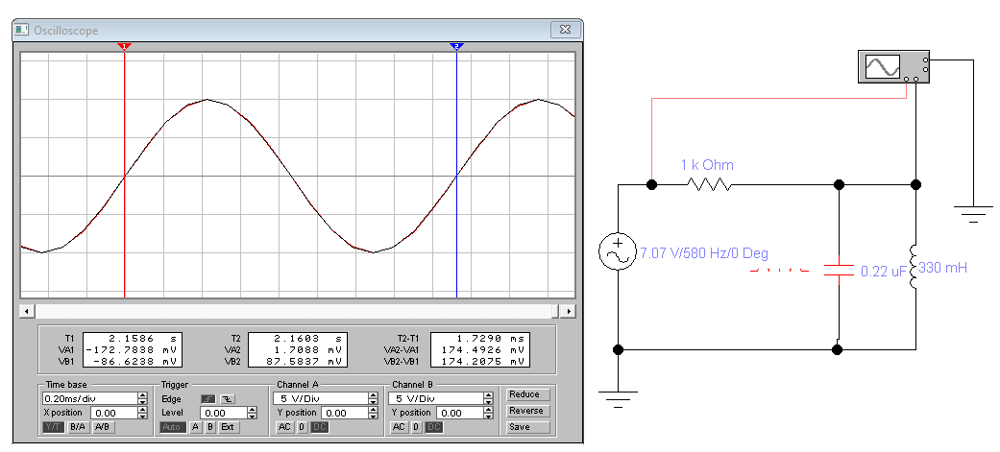 Oscilloscope
1 2
T1 2.1586 s T2 2.1603 s T2-T1 1.7290 ms
VA1 -172.7838 mV VA2 1.7088 mV VA2-VA1 174.4926 mV
VB1 -86.6238 mV VB2 87.5837 mV VB2-VB1 174.2075 mV
Time base Trigger Channel A Channel B
0.20ms/div Edge 5 V/Div 5 V/Div Reduce
X position 0.00 Level 0.00 Y position 0.00 Y position 0.00 Reverse
Y/T B/A A/B Auto A B Ext AC 0 DC AC 0 DC Save
1 k Ohm
7.07 V/580 Hz/0 Deg
0.22 uF
330 mH